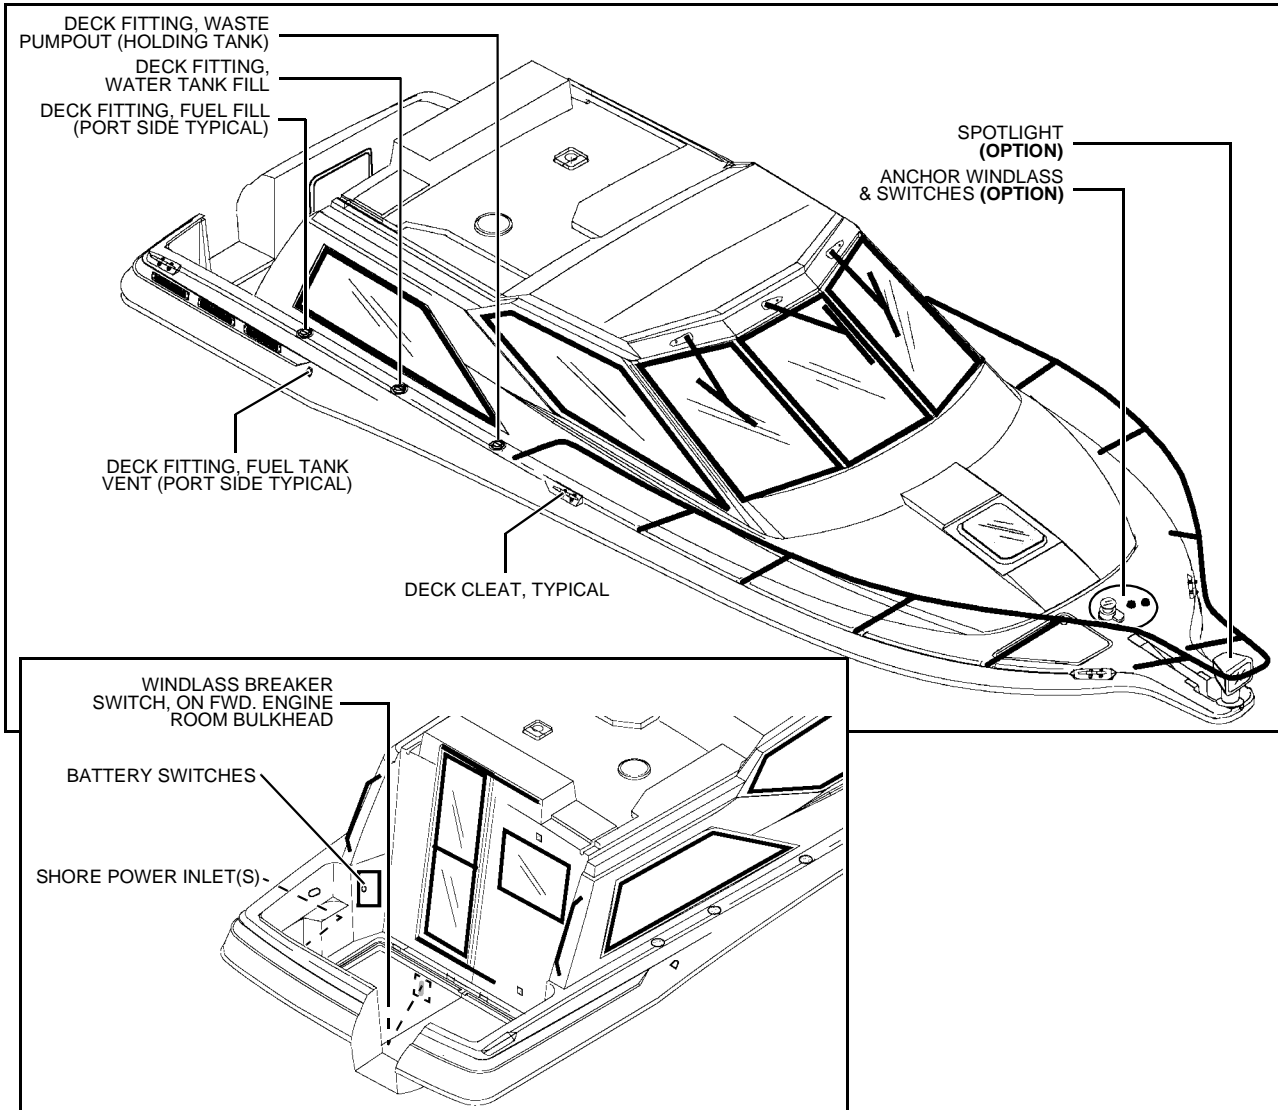 DECK FITTING, WASTE
PUMPOUT (HOLDING TANK)
DECK FITTING,
WATER TANK FILL
DECK FITTING, FUEL FILL
(PORT SIDE TYPICAL)
SPOTLIGHT
(OPTION)
ANCHOR WINDLASS
& SWITCHES (OPTION)
DECK FITTING, FUEL TANK
VENT (PORT SIDE TYPICAL)
DECK CLEAT, TYPICAL
WINDLASS BREAKER
SWITCH, ON FWD. ENGINE
ROOM BULKHEAD
BATTERY SWITCHES
SHORE POWER INLET(S)